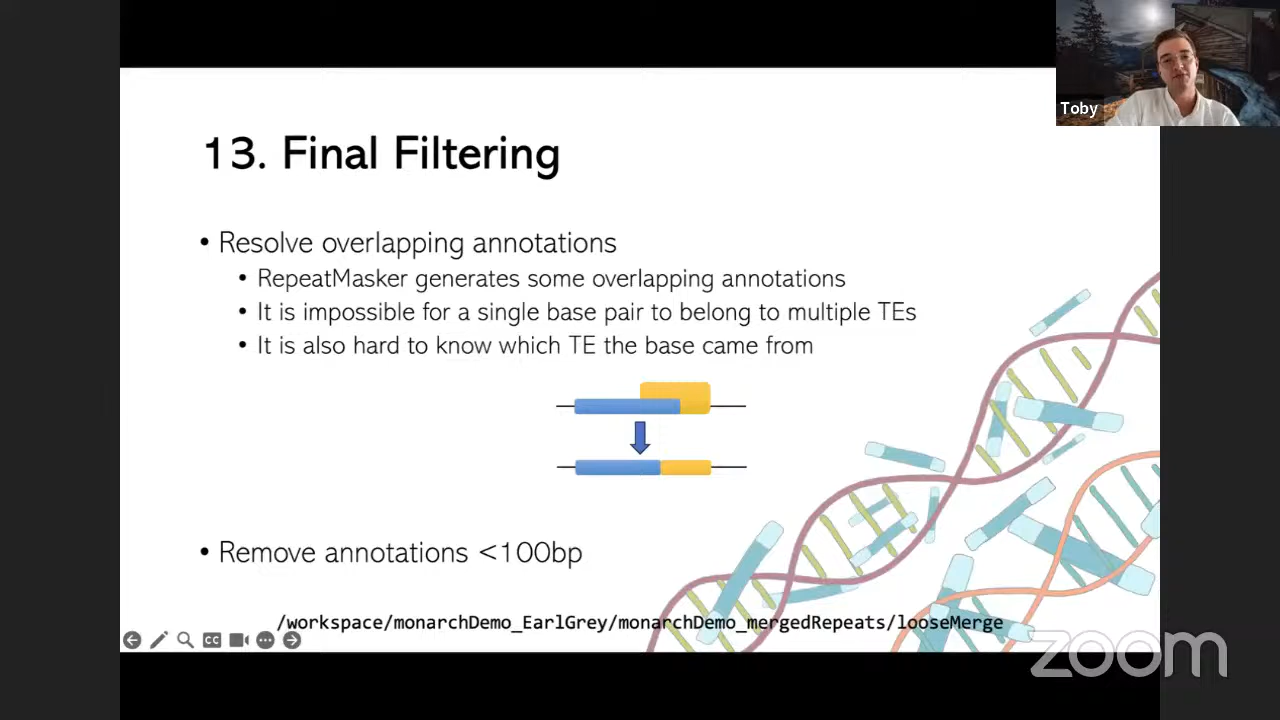 Toby
13. Final Filtering
• Resolve overlapping annotations
• RepeatMasker generates some overlapping annotations
• It is impossible for a single base pair to belong to multiple TEs
• It is also hard to know which TE the base came from
• Remove annotations <100bp
/workspace/monarchDemo_EarlGrey/monarchDemo_mergedRepeats/looseMerge
CC
zoom